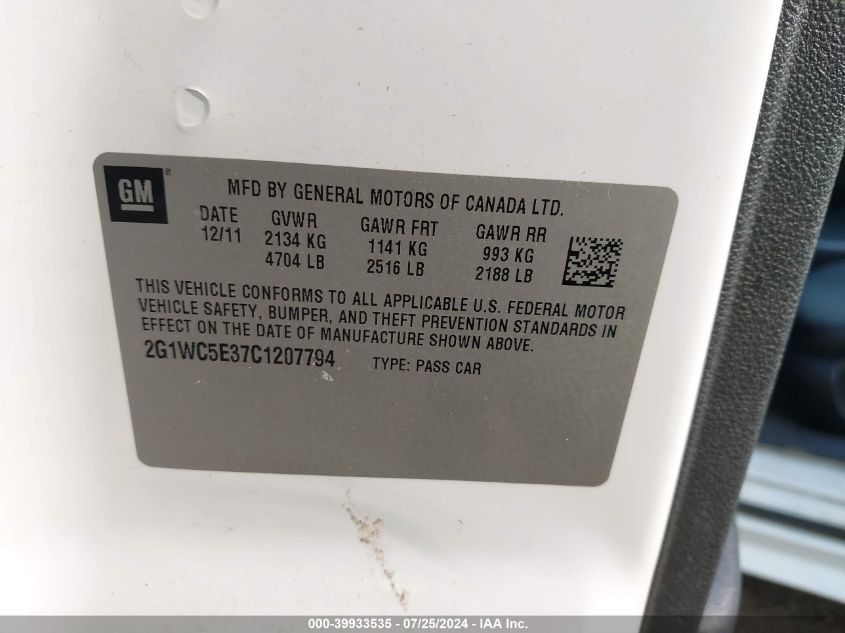 GM®
MFD BY GENERAL MOTORS OF CANADA LTD.
DATE GVWR GAWR FRT GAWR RR
12/11 2134 KG 1141 KG 993 KG
4704 LB 2516 LB 2188 LB
THIS VEHICLE CONFORMS TO ALL APPLICABLE U.S. FEDERAL MOTOR
VEHICLE SAFETY, BUMPER, AND THEFT PREVENTION STANDARDS IN
EFFECT ON THE DATE OF MANUFACTURE SHOWN ABOVE.
2G1WC5E37C1207794 TYPE: PASS CAR
000-39933535 - 07/25/2024 - IAA Inc.